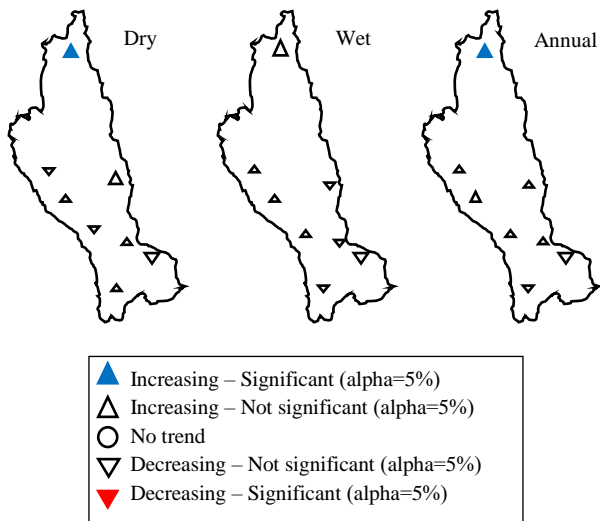 Dry
Wet
Annual
Increasing – Significant (alpha=5%)
Increasing – Not significant (alpha=5%)
No trend
Decreasing – Not significant (alpha=5%)
Decreasing – Significant (alpha=5%)